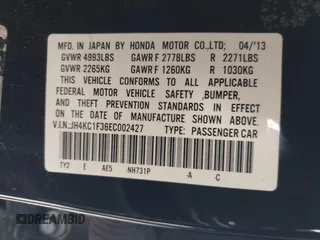 MFD. IN JAPAN BY HONDA MOTOR CO.,LTD. 04/'13
GVWR 4993LBS GAWR F 2778LBS R 2271LBS
GVWR 2265KG GAWR F 1260KG R 1030KG
THIS VEHICLE CONFORMS TO ALL APPLICABLE
FEDERAL MOTOR VEHICLE SAFETY ,BUMPER,
AND THEFT PREVENTION STANDARDS IN EFFECT
ON THE DATE OF MANUFACTURE SHOWN ABOVE.
V.I.N.:JH4KC1F36EC002427 TYPE: PASSENGER CAR
TY2 E AE5 -NH731P -A -C
DREAMBID